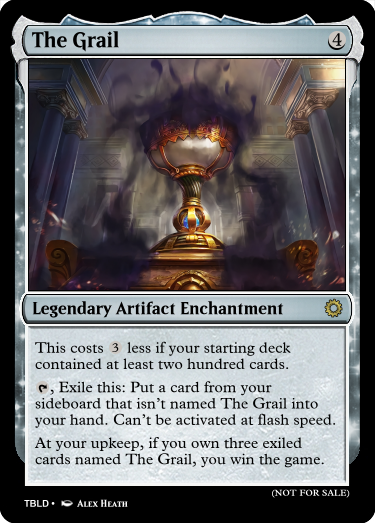 The Grail 4
Legendary Artifact Enchantment
This costs 3 less if your starting deck
contained at least two hundred cards.
, Exile this: Put a card from your
sideboard that isn't named The Grail into
your hand. Can't be activated at flash speed.
At your upkeep, if you own three exiled
cards named The Grail, you win the game.
(NOT FOR SALE)
TBLD • Alex Heath